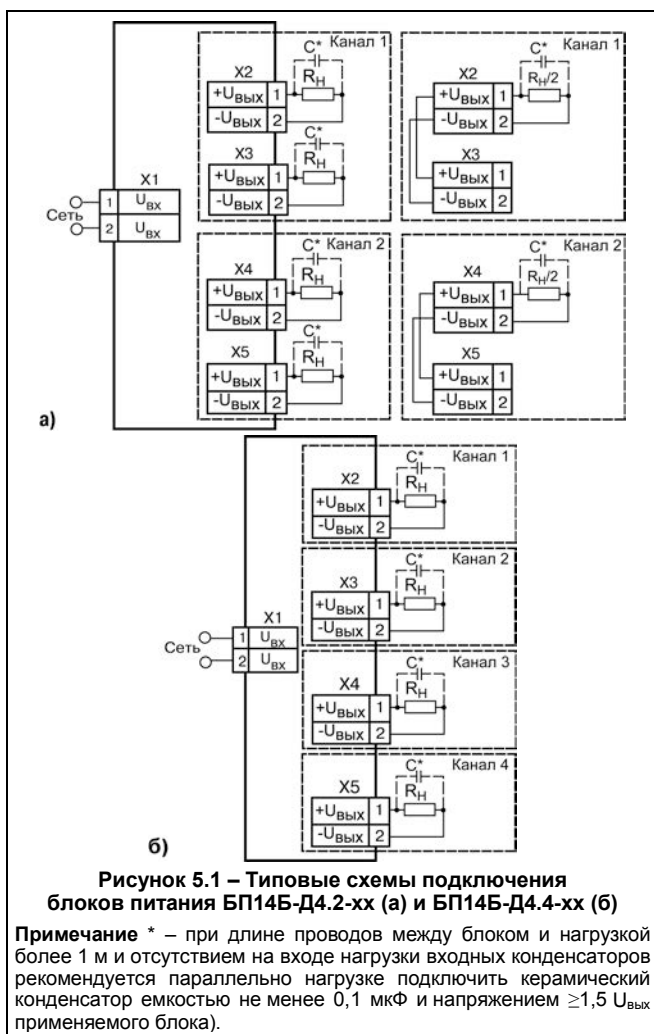 C* Канал 1
X2 RН
+UВЫХ 1
-UВЫХ 2
C*
X3 RН
+UВЫХ 1
-UВЫХ 2
C* Канал 1
X2 RН/2
+UВЫХ 1
-UВЫХ 2
X3
+UВЫХ 1
-UВЫХ 2
X1
Сеть
1 UВХ
2 UВХ
C* Канал 2
X4 RН
+UВЫХ 1
-UВЫХ 2
C*
X5 RН
+UВЫХ 1
-UВЫХ 2
C* Канал 2
X4 RН/2
+UВЫХ 1
-UВЫХ 2
X5
+UВЫХ 1
-UВЫХ 2
а)
C* Канал 1
X2 RН
+UВЫХ 1
-UВЫХ 2
C* Канал 2
X3 RН
+UВЫХ 1
-UВЫХ 2
X1
Сеть
1 UВХ
2 UВХ
C* Канал 3
X4 RН
+UВЫХ 1
-UВЫХ 2
C* Канал 4
X5 RН
+UВЫХ 1
-UВЫХ 2
б)
Рисунок 5.1 – Типовые схемы подключения
блоков питания БП14Б-Д4.2-хх (а) и БП14Б-Д4.4-хх (б)
Примечание * – при длине проводов между блоком и нагрузкой
более 1 м и отсутствием на входе нагрузки входных конденсаторов
рекомендуется параллельно нагрузке подключить керамический
конденсатор емкостью не менее 0,1 мкФ и напряжением ≥1,5 Uвых
применяемого блока).